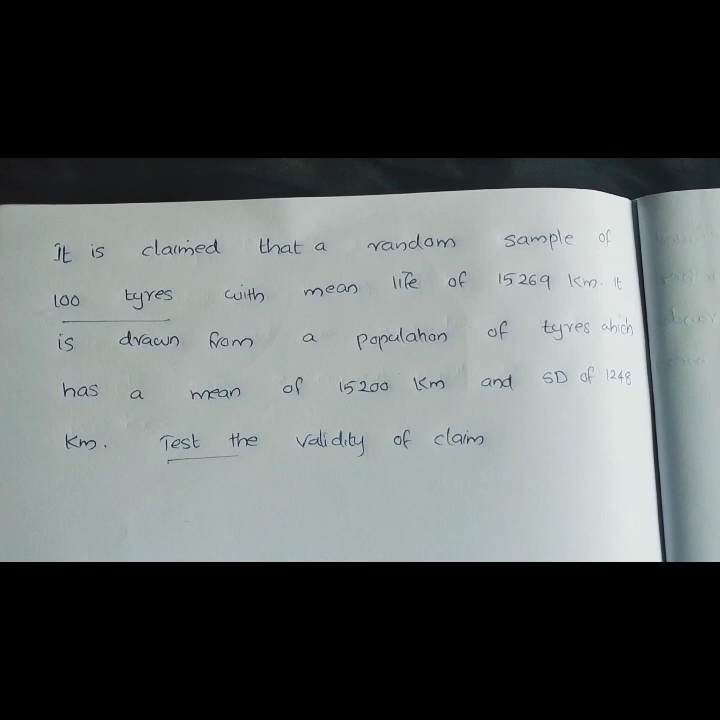 It is claimed that a random sample of
100 tyres with mean life of 15269 Km. It
is drawn from a population of tyres which
has a mean of 15200 Km and SD of 1248
Km. Test the validity of claim